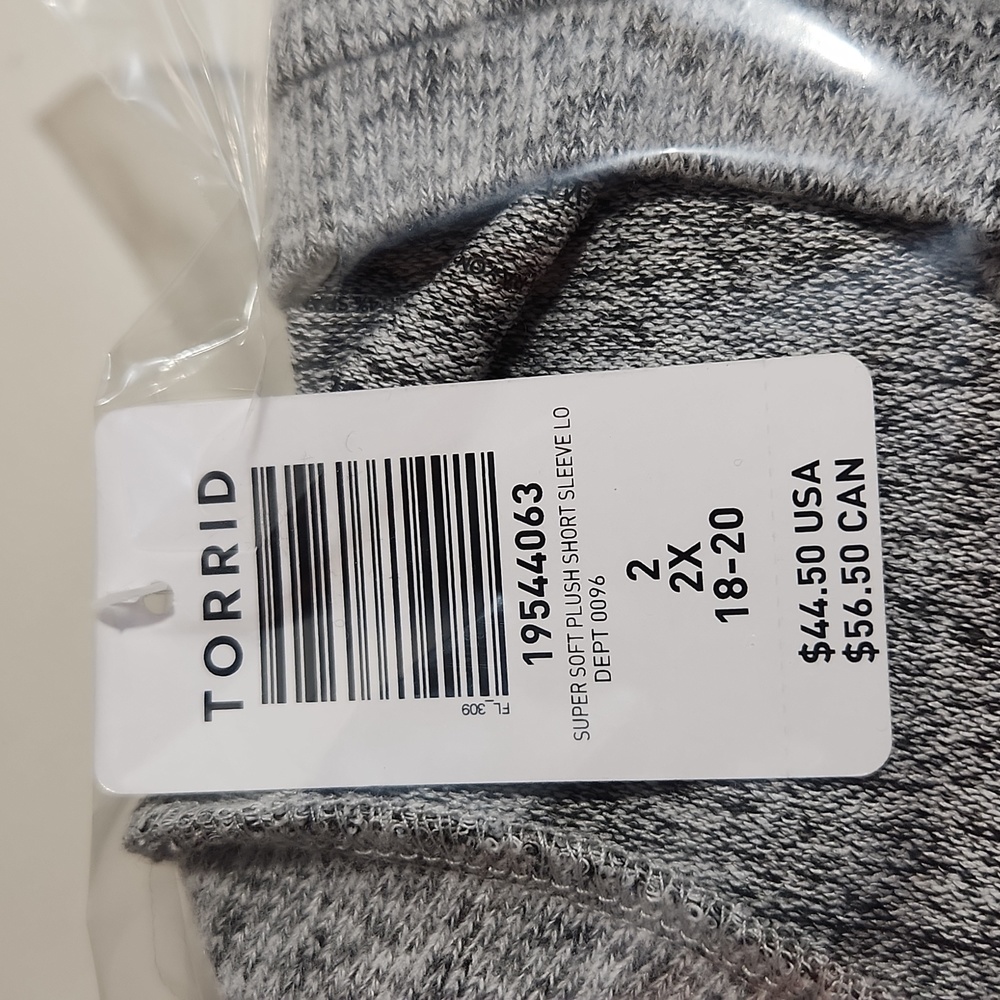 TORRID
FL_309
19544063
SUPER SOFT PLUSH SHORT SLEEVE LO
DEPT 0096
2
2X
18-20
$44.50 USA
$56.50 CAN